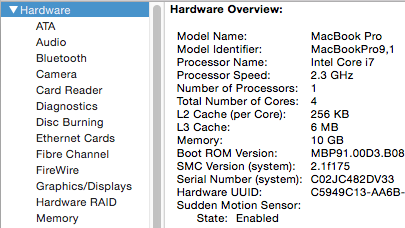 Hardware
ATA
Audio
Bluetooth
Camera
Card Reader
Diagnostics
Disc Burning
Ethernet Cards
Fibre Channel
FireWire
Graphics/Displays
Hardware RAID
Memory
Hardware Overview:
Model Name: MacBook Pro
Model Identifier: MacBookPro9,1
Processor Name: Intel Core i7
Processor Speed: 2.3 GHz
Number of Processors: 1
Total Number of Cores: 4
L2 Cache (per Core): 256 KB
L3 Cache: 6 MB
Memory: 10 GB
Boot ROM Version: MBP91.00D3.B08
SMC Version (system): 2.1f175
Serial Number (system): C02JC482DV33
Hardware UUID: C5949C13-AA6B-
Sudden Motion Sensor:
State: Enabled